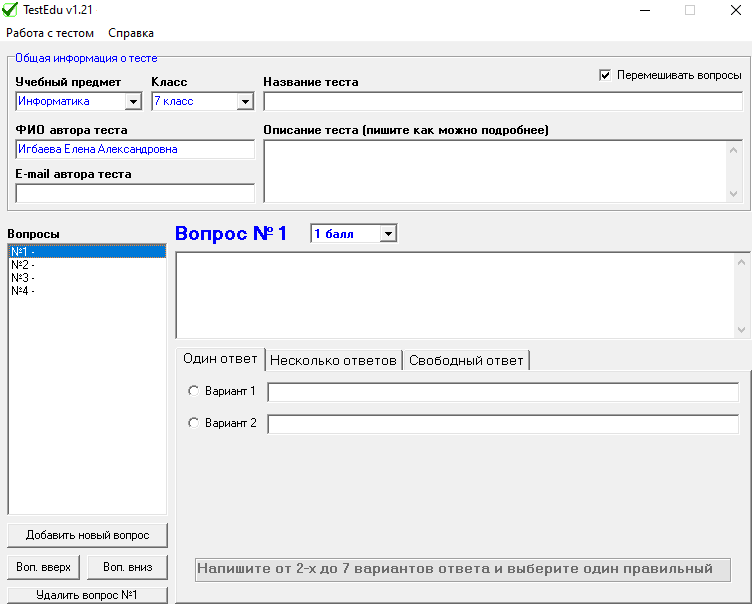 TestEdu v1.21
Работа с тестом Справка
Общая информация о тесте
Учебный предмет Класс Название теста Перемешивать вопросы
Информатика 7 класс
ФИО автора теста Описание теста (пишите как можно подробнее)
Игбаева Елена Александровна
E-mail автора теста
Вопросы Вопрос №1 1 балл
№1 -
№2 -
№3 -
№4 -
Один ответ Несколько ответов Свободный ответ
Вариант 1
Вариант 2
Добавить новый вопрос
Воп. вверх Воп. вниз
Напишите от 2-х до 7 вариантов ответа и выберите один правильный
Удалить вопрос №1